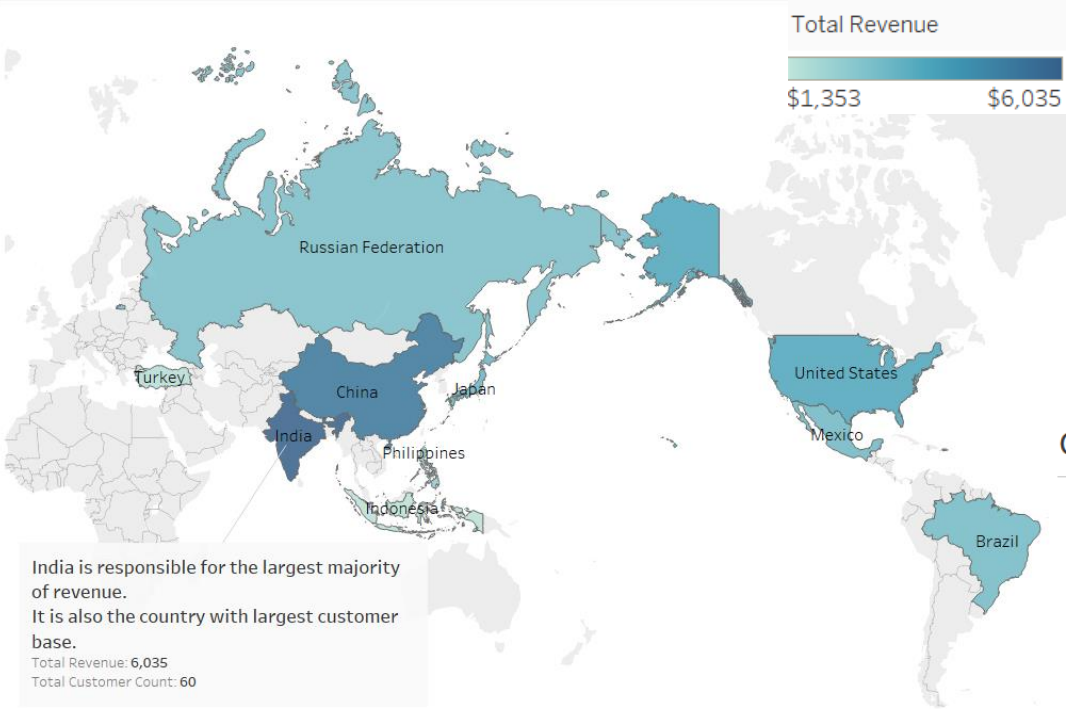 Total Revenue
$1,353
$6,035
Russian Federation
Turkey
China
Japan
United States
India
Mexico
Philippines
Indonesia
Brazil
India is responsible for the largest majority
of revenue.
It is also the country with largest customer
base.
Total Revenue: 6,035
Total Customer Count: 60